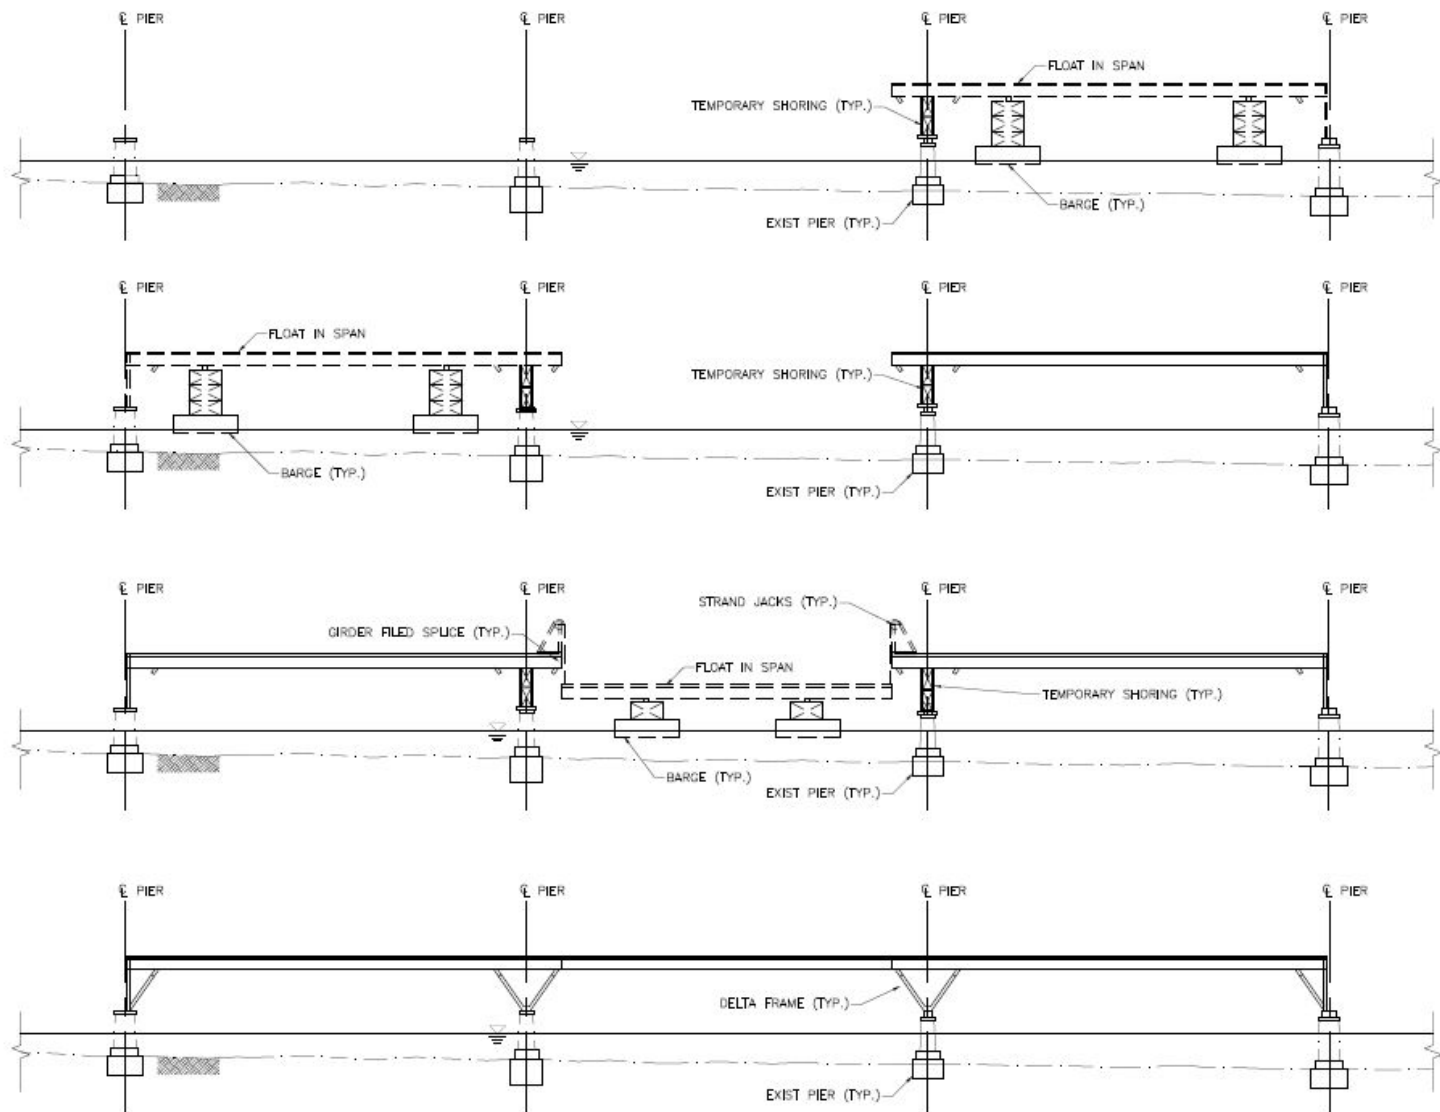 ℄ PIER ℄ PIER ℄ PIER ℄ PIER
FLOAT IN SPAN
TEMPORARY SHORING (TYP.)
BARGE (TYP.)
EXIST PIER (TYP.)
℄ PIER ℄ PIER ℄ PIER ℄ PIER
FLOAT IN SPAN
TEMPORARY SHORING (TYP.)
BARGE (TYP.)
EXIST PIER (TYP.)
℄ PIER ℄ PIER ℄ PIER ℄ PIER
STRAND JACKS (TYP.)
GIRDER FILED SPLICE (TYP.)
FLOAT IN SPAN
TEMPORARY SHORING (TYP.)
BARGE (TYP.)
EXIST PIER (TYP.)
℄ PIER ℄ PIER ℄ PIER ℄ PIER
DELTA FRAME (TYP.)
EXIST PIER (TYP.)